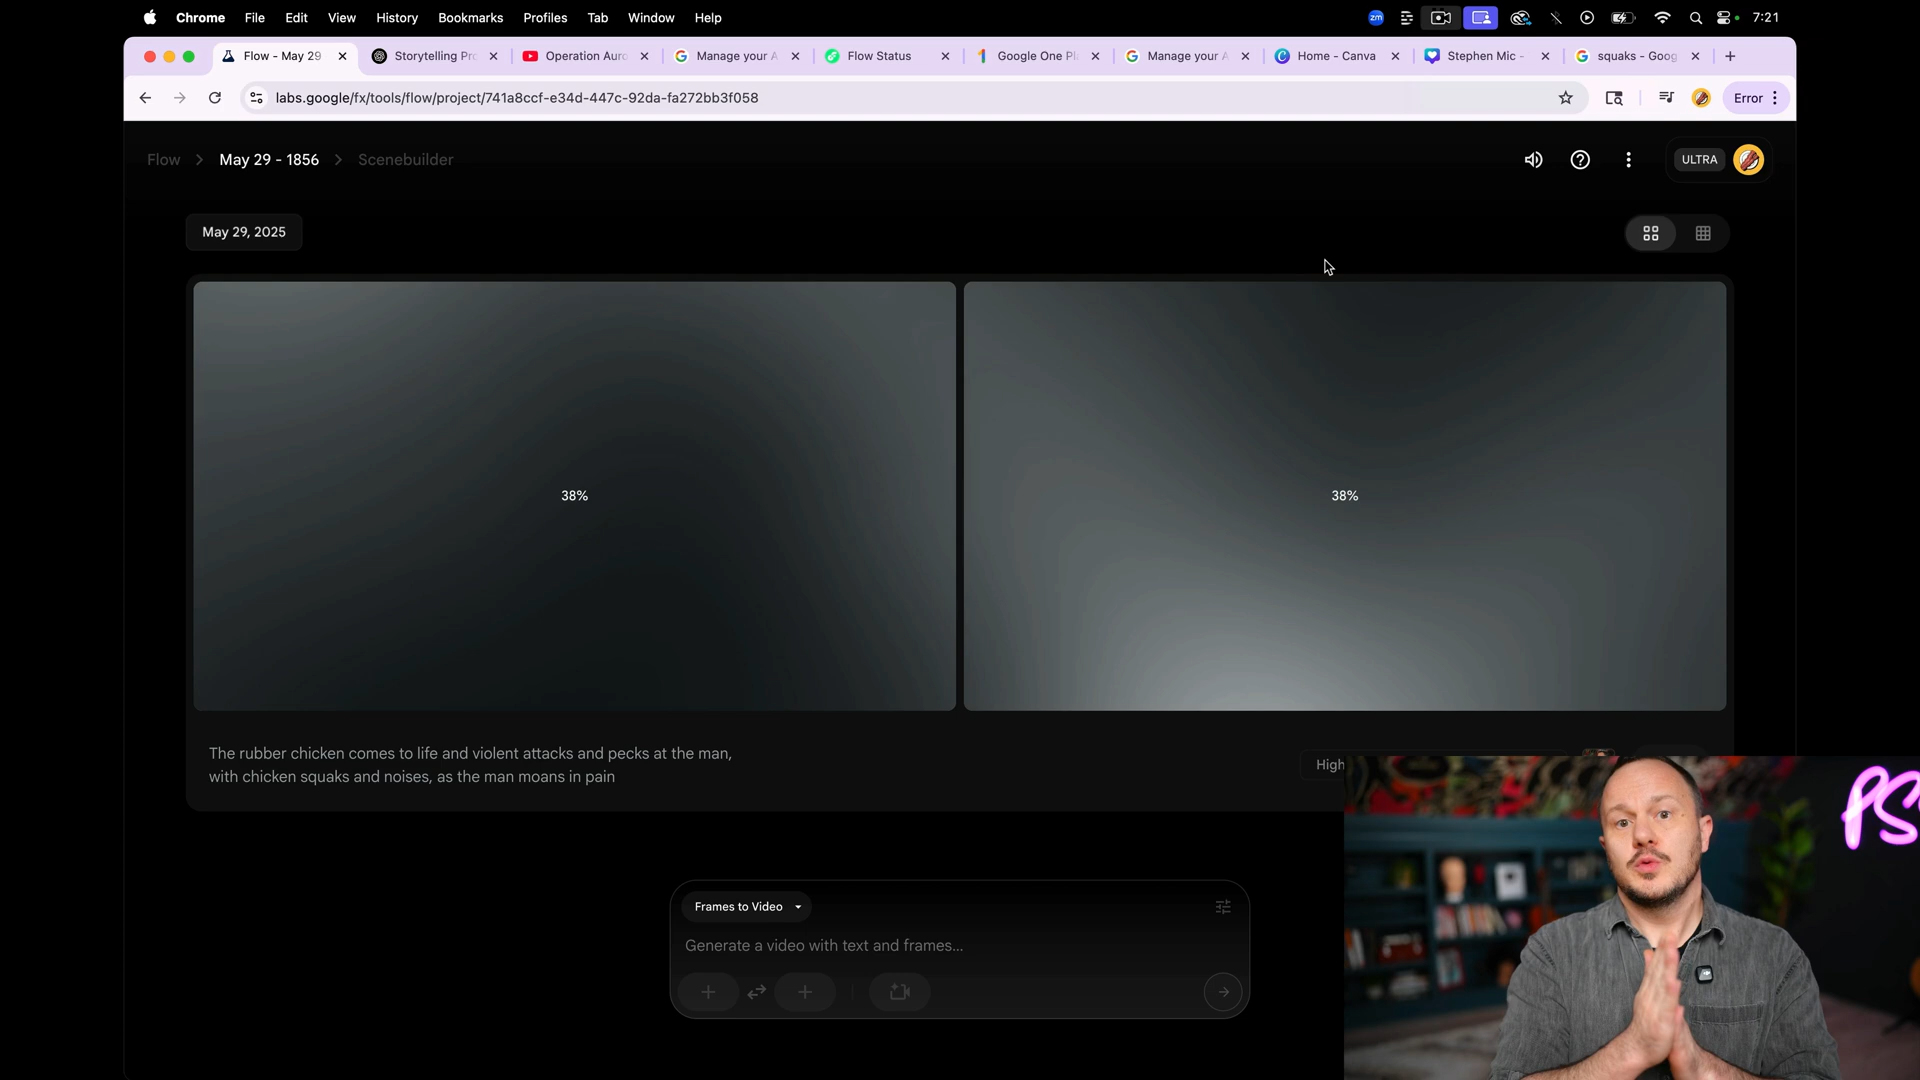 Chrome File Edit View History Bookmarks Profiles Tab Window Help
zm
7:21
Flow - May 29
Storytelling Pr
Operation Aur
Manage your A
Flow Status
Google One Pl
Manage your A
Home - Canva
Stephen Mic -
squaks - Goog
labs.google/fx/tools/flow/project/741a8ccf-e34d-447c-92da-fa272bb3f058
Error
Flow > May 29 - 1856 > Scenebuilder
ULTRA
May 29, 2025
38%
38%
The rubber chicken comes to life and violent attacks and pecks at the man,
with chicken squaks and noises, as the man moans in pain
High
Frames to Video
Generate a video with text and frames...
PS